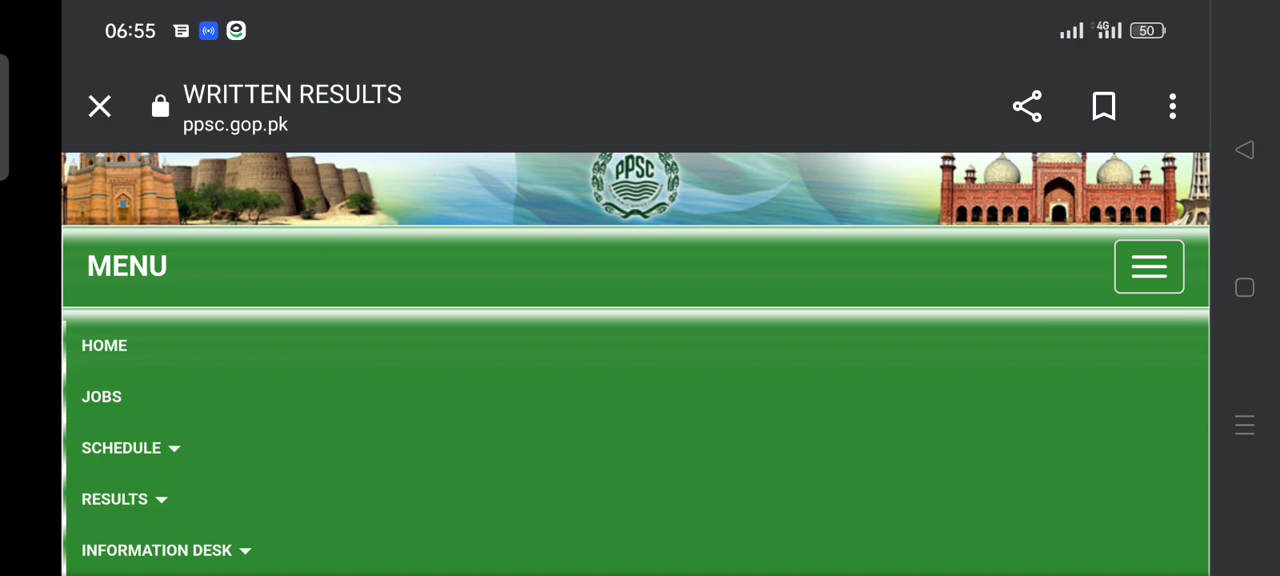 06:55
4G
50
WRITTEN RESULTS
ppsc.gop.pk
PPSC
MENU
HOME
JOBS
SCHEDULE
RESULTS
INFORMATION DESK